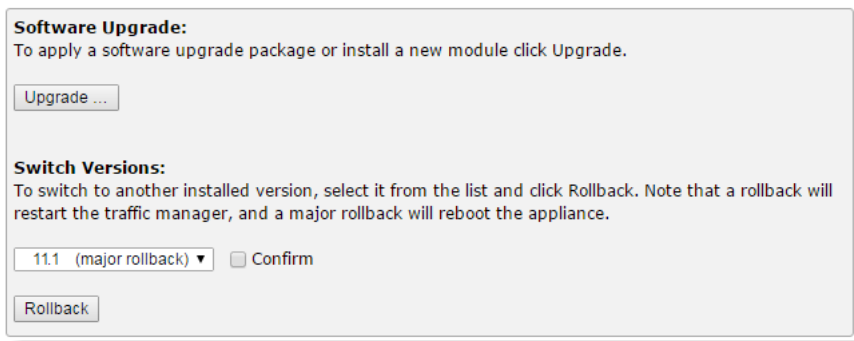 Software Upgrade:
To apply a software upgrade package or install a new module click Upgrade.
Upgrade ...
Switch Versions:
To switch to another installed version, select it from the list and click Rollback. Note that a rollback will
restart the traffic manager, and a major rollback will reboot the appliance.
11.1 (major rollback) ▼ Confirm
Rollback